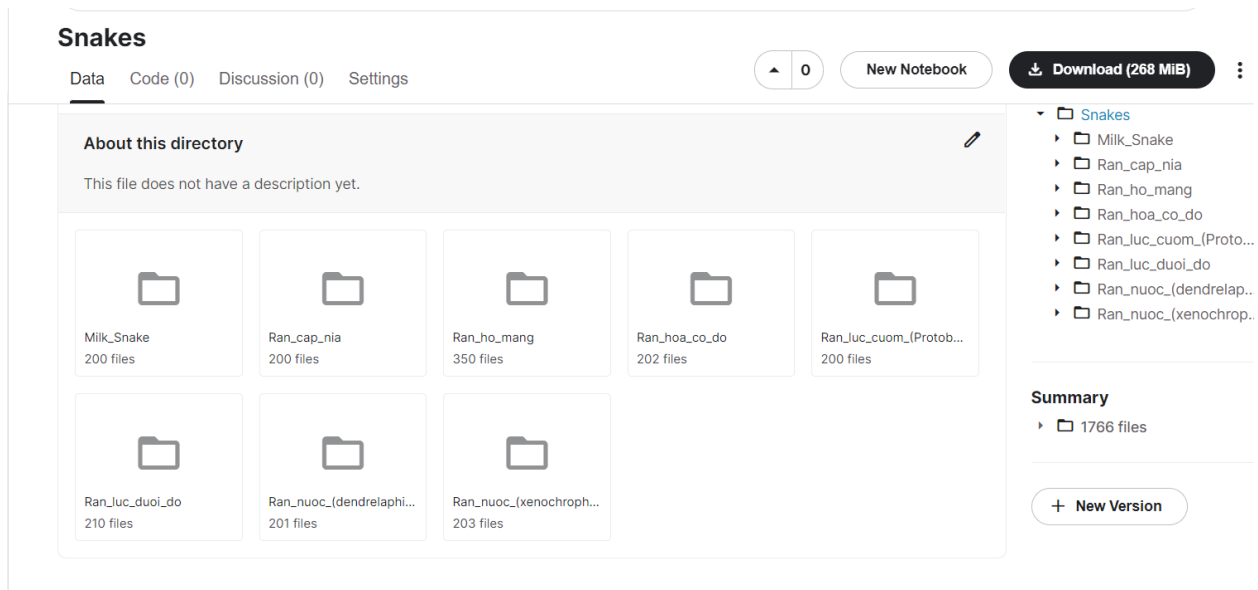 Snakes
Data Code (0) Discussion (0) Settings
0
New Notebook
Download (268 MiB)
About this directory
This file does not have a description yet.
Milk_Snake
200 files
Ran_cap_nia
200 files
Ran_ho_mang
350 files
Ran_hoa_co_do
202 files
Ran_luc_cuom_(Protob...
200 files
Ran_luc_duoi_do
210 files
Ran_nuoc_(dendrelaphi...
201 files
Ran_nuoc_(xenochroph...
203 files
Snakes
Milk_Snake
Ran_cap_nia
Ran_ho_mang
Ran_hoa_co_do
Ran_luc_cuom_(Proto...
Ran_luc_duoi_do
Ran_nuoc_(dendrelap...
Ran_nuoc_(xenochrop...
Summary
1766 files
+ New Version